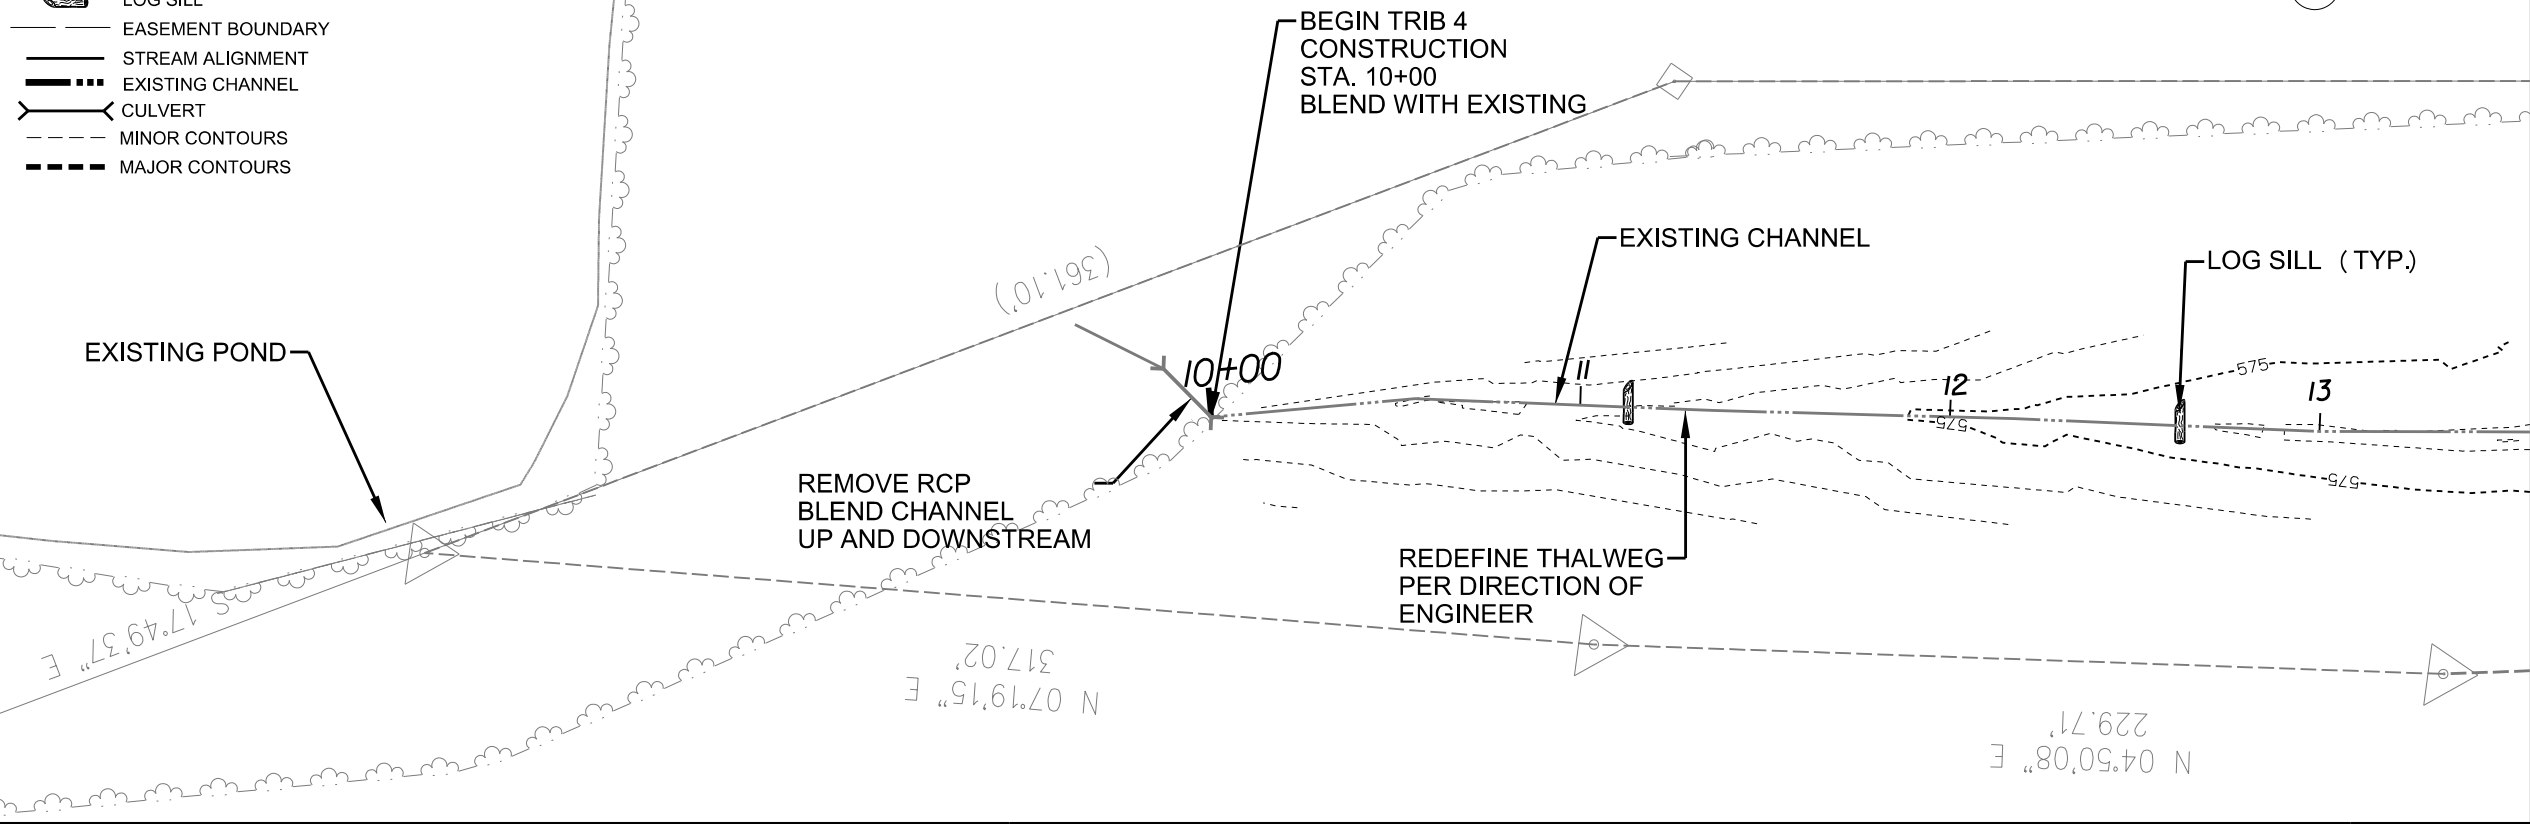 LOG SILL
EASEMENT BOUNDARY
STREAM ALIGNMENT
EXISTING CHANNEL
CULVERT
MINOR CONTOURS
MAJOR CONTOURS
BEGIN TRIB 4
CONSTRUCTION
STA. 10+00
BLEND WITH EXISTING
EXISTING CHANNEL
LOG SILL (TYP.)
(361.10')
EXISTING POND
10+00
11
12
13
575
575
575
REMOVE RCP
BLEND CHANNEL
UP AND DOWNSTREAM
REDEFINE THALWEG
PER DIRECTION OF
ENGINEER
S 17°49'37" E
N 07°19'15" E
317.02'
N 04°50'08" E
229.71'